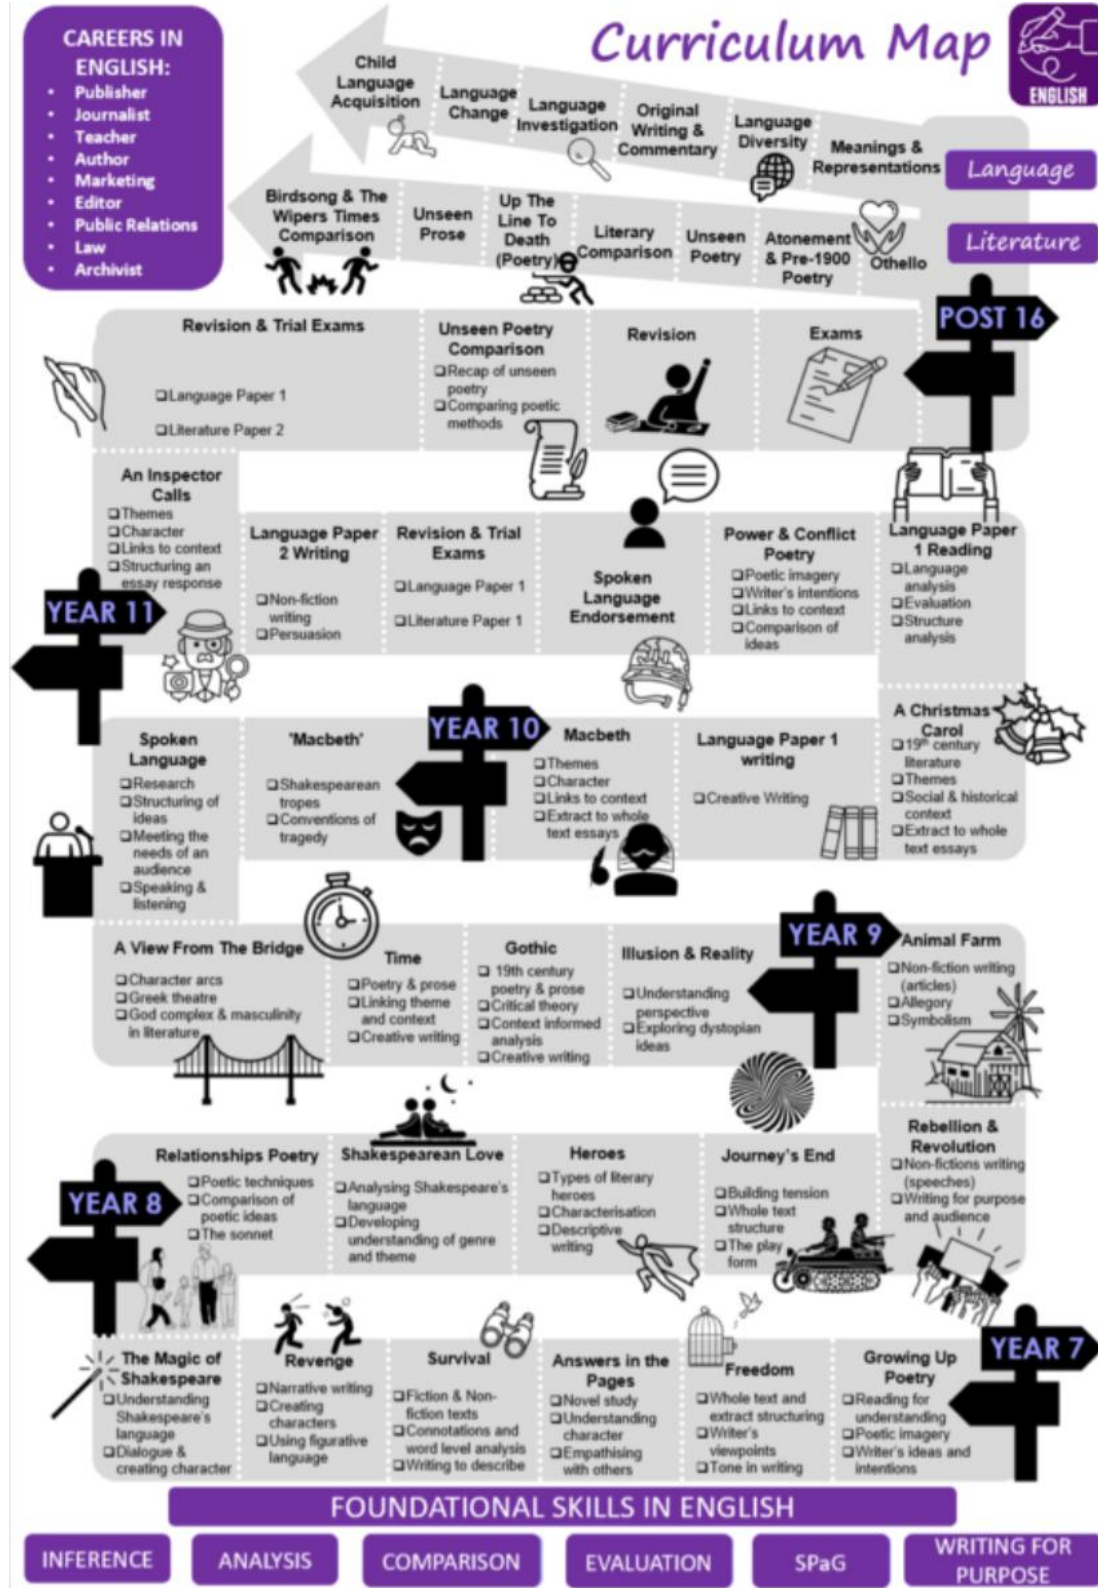 CAREERS IN
ENGLISH:
• Publisher
• Journalist
• Teacher
• Author
• Marketing
• Editor
• Public Relations
• Law
• Archivist
Curriculum Map
ENGLISH
Child
Language
Acquisition
Language
Change
Language
Investigation
Original
Writing &
Commentary
Language
Diversity
Meanings &
Representations
Language
Birdsong & The
Wipers Times
Comparison
Unseen
Prose
Up The
Line To
Death
(Poetry)
Literary
Comparison
Unseen
Poetry
Atonement
& Pre-1900
Poetry
Othello
Literature
POST 16
Revision & Trial Exams
❑Language Paper 1
❑Literature Paper 2
Unseen Poetry
Comparison
❑Recap of unseen
poetry
❑Comparing poetic
methods
Revision
Exams
An Inspector
Calls
❑Themes
❑Character
❑Links to context
❑Structuring an
essay response
YEAR 11
Language Paper
2 Writing
❑Non-fiction
writing
❑Persuasion
Revision & Trial
Exams
❑Language Paper 1
❑Literature Paper 1
Spoken
Language
Endorsement
Power & Conflict
Poetry
❑Poetic imagery
❑Writer's intentions
❑Links to context
❑Comparison of
ideas
Language Paper
1 Reading
❑Language
analysis
❑Evaluation
❑Structure
analysis
Spoken
Language
❑Research
❑Structuring of
ideas
❑Meeting the
needs of an
audience
❑Speaking &
listening
'Macbeth'
❑Shakespearean
tropes
❑Conventions of
tragedy
YEAR 10
Macbeth
❑Themes
❑Character
❑Links to context
❑Extract to whole
text essays
Language Paper 1
writing
❑Creative Writing
A Christmas
Carol
❑19th century
literature
❑Themes
❑Social & historical
context
❑Extract to whole
text essays
A View From The Bridge
❑Character arcs
❑Greek theatre
❑God complex & masculinity
in literature
Time
❑Poetry & prose
❑Linking theme
and context
❑Creative writing
Gothic
❑ 19th century
poetry & prose
❑Critical theory
❑Context informed
analysis
❑Creative writing
Illusion & Reality
❑Understanding
perspective
❑Exploring dystopian
ideas
YEAR 9
Animal Farm
❑Non-fiction writing
(articles)
❑Allegory
❑Symbolism
YEAR 8
Relationships Poetry
❑Poetic techniques
❑Comparison of
poetic ideas
❑The sonnet
Shakespearean Love
❑Analysing Shakespeare's
language
❑Developing
understanding of genre
and theme
Heroes
❑Types of literary
heroes
❑Characterisation
❑Descriptive
writing
Journey's End
❑Building tension
❑Whole text
structure
❑The play
form
Rebellion &
Revolution
❑Non-fictions writing
(speeches)
❑Writing for purpose
and audience
The Magic of
Shakespeare
❑Understanding
Shakespeare's
language
❑Dialogue &
creating character
Revenge
❑Narrative writing
❑Creating
characters
❑Using figurative
language
Survival
❑Fiction & Non-
fiction texts
❑Connotations and
word level analysis
❑Writing to describe
Answers in the
Pages
❑Novel study
❑Understanding
character
❑Empathising
with others
Freedom
❑Whole text and
extract structuring
❑Writer's
viewpoints
❑Tone in writing
Growing Up
Poetry
❑Reading for
understanding
❑Poetic imagery
❑Writer's ideas and
intentions
YEAR 7
FOUNDATIONAL SKILLS IN ENGLISH
INFERENCE
ANALYSIS
COMPARISON
EVALUATION
SPaG
WRITING FOR
PURPOSE